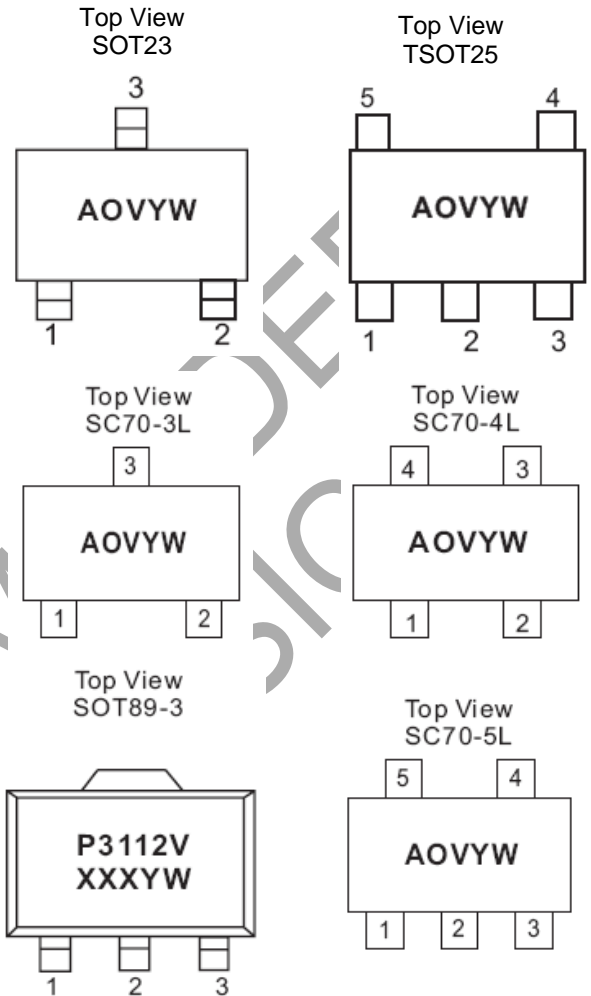 Top View
SOT23
3
AOVYW
1 2
Top View
TSOT25
5 4
AOVYW
1 2 3
Top View
SC70-3L
3
AOVYW
1 2
Top View
SC70-4L
4 3
AOVYW
1 2
Top View
SOT89-3
P3112V
XXXYW
1 2 3
Top View
SC70-5L
5 4
AOVYW
1 2 3